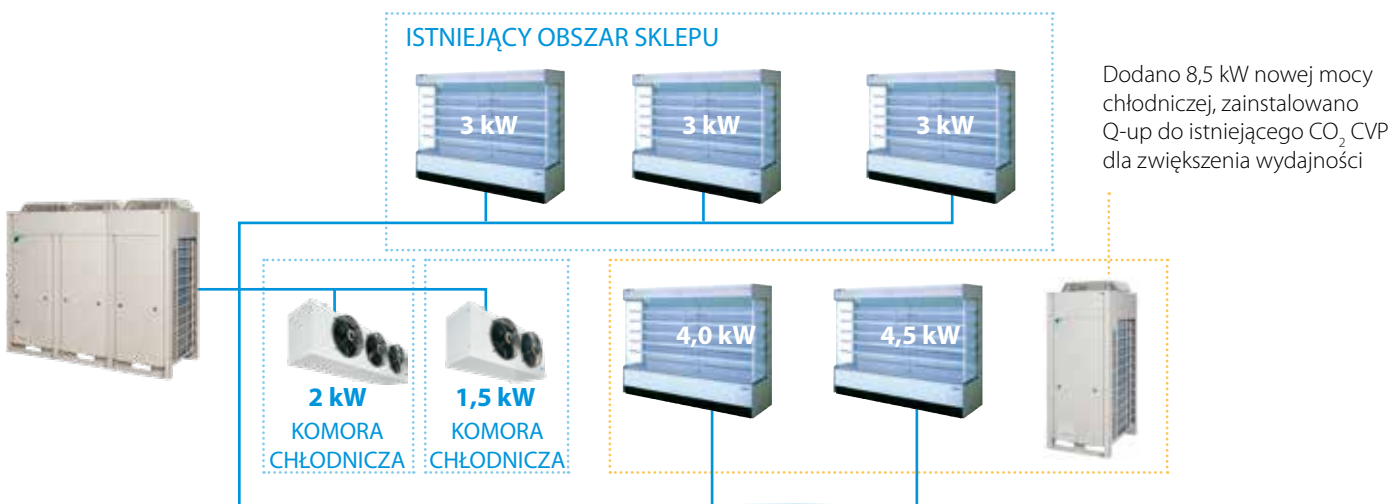 ISTNIEJĄCY OBSZAR SKLEPU
3 kW
3 kW
3 kW
Dodano 8,5 kW nowej mocy
chłodniczej, zainstalowano
Q-up do istniejącego CO₂ CVP
dla zwiększenia wydajności
4,0 kW
4,5 kW
2 kW
KOMORA
CHŁODNICZA
1,5 kW
KOMORA
CHŁODNICZA